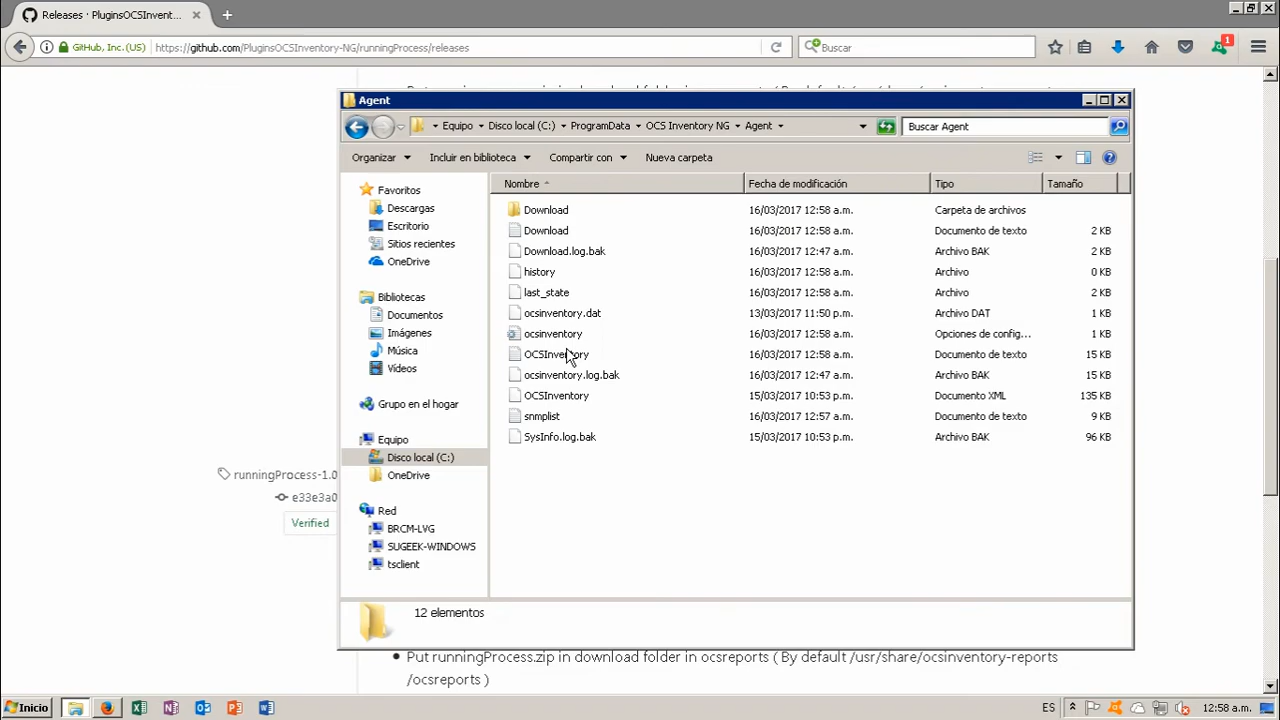 Releases · PluginsOCSInvent...
GitHub, Inc. (US)
https://github.com/PluginsOCSInventory-NG/runningProcess/releases
Buscar
1
Agent
Equipo
Disco local (C:)
ProgramData
OCS Inventory NG
Agent
Buscar Agent
Organizar
Incluir en biblioteca
Compartir con
Nueva carpeta
Nombre Fecha de modificación Tipo Tamaño
Favoritos
Descargas
Escritorio
Sitios recientes
OneDrive
Bibliotecas
Documentos
Imágenes
Música
Vídeos
Grupo en el hogar
Equipo
Disco local (C:)
OneDrive
Red
BRCM-LVG
SUGEEK-WINDOWS
tsclient
Download 16/03/2017 12:58 a.m. Carpeta de archivos
Download 16/03/2017 12:58 a.m. Documento de texto 2 KB
Download.log.bak 16/03/2017 12:47 a.m. Archivo BAK 2 KB
history 16/03/2017 12:58 a.m. Archivo 0 KB
last_state 16/03/2017 12:58 a.m. Archivo 2 KB
ocsinventory.dat 13/03/2017 11:50 p.m. Archivo DAT 1 KB
ocsinventory 16/03/2017 12:58 a.m. Opciones de config... 1 KB
OCSInventory 16/03/2017 12:58 a.m. Documento de texto 15 KB
ocsinventory.log.bak 16/03/2017 12:47 a.m. Archivo BAK 15 KB
OCSInventory 15/03/2017 10:53 p.m. Documento XML 135 KB
snmplist 16/03/2017 12:57 a.m. Documento de texto 9 KB
SysInfo.log.bak 15/03/2017 10:53 p.m. Archivo BAK 96 KB
12 elementos
runningProcess-1.0
e33e3a0
Verified
Put runningProcess.zip in download folder in ocsreports ( By default /usr/share/ocsinventory-reports
/ocsreports )
Inicio
ES
12:58 a.m.